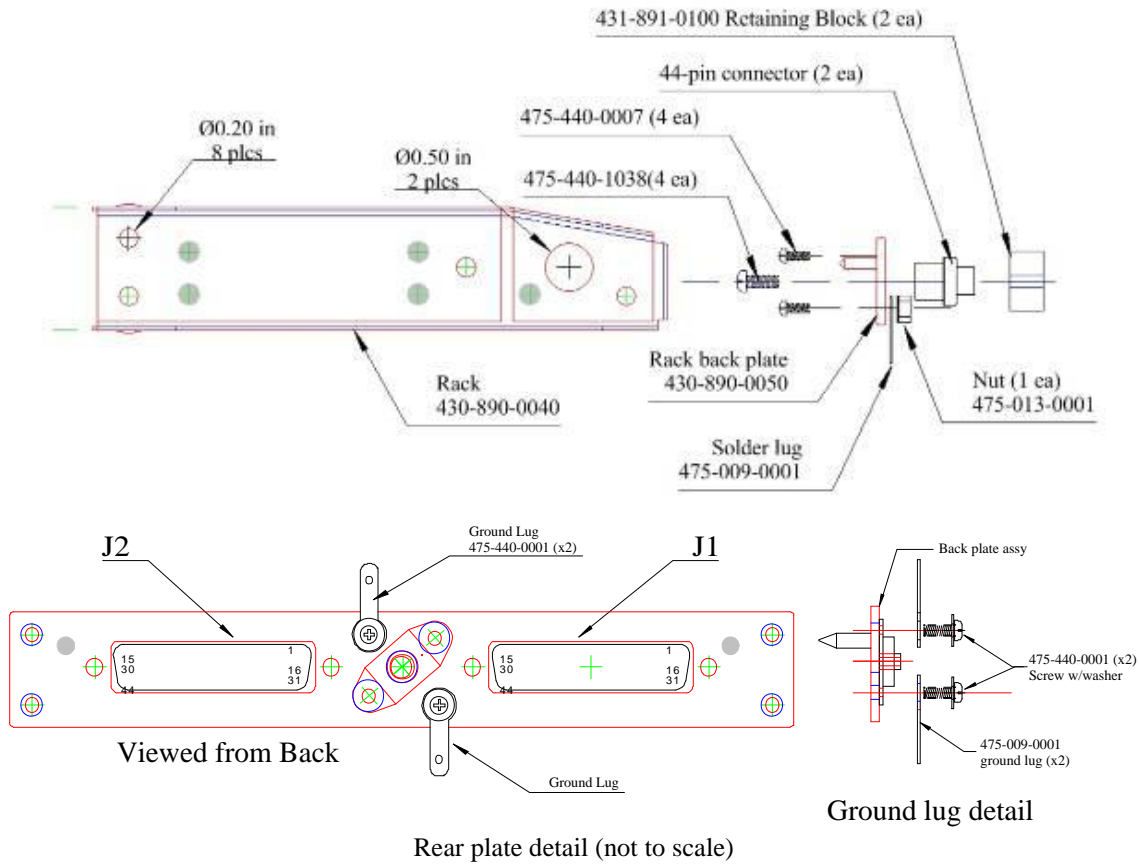 431-891-0100 Retaining Block (2 ea)
44-pin connector (2 ea)
475-440-0007 (4 ea)
Ø0.20 in
8 plcs
Ø0.50 in
2 plcs
475-440-1038(4 ea)
Rack back plate
430-890-0050
Rack
430-890-0040
Nut (1 ea)
475-013-0001
Solder lug
475-009-0001
Ground Lug
475-440-0001 (x2)
J2
J1
Back plate assy
1
15
30
16
31
44
1
15
30
16
31
44
475-440-0001 (x2)
Screw w/washer
475-009-0001
ground lug (x2)
Viewed from Back
Ground Lug
Ground lug detail
Rear plate detail (not to scale)